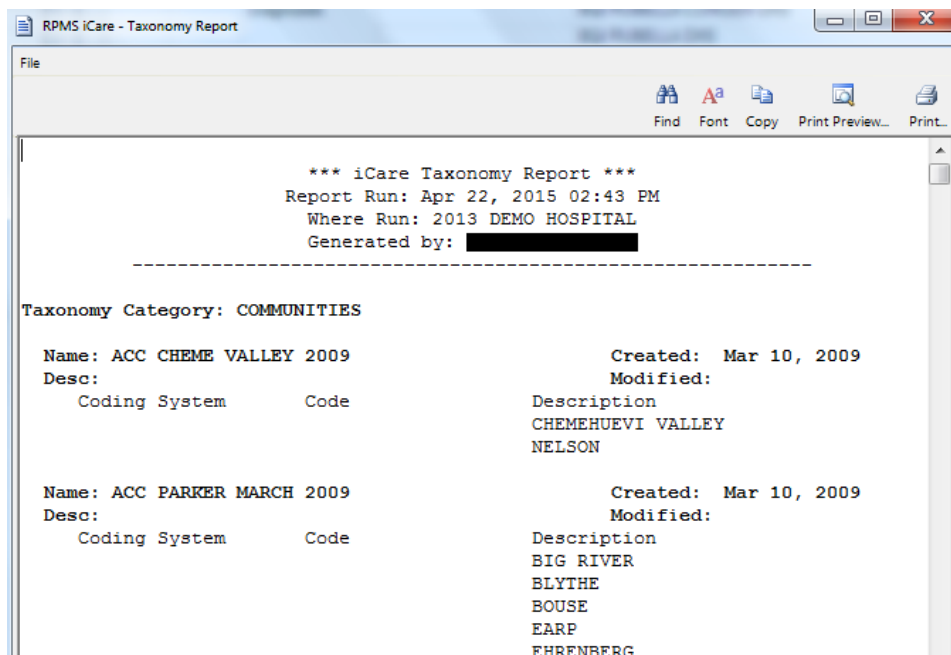 RPMS iCare - Taxonomy Report
File
Find Font Copy Print Preview... Print...
*** iCare Taxonomy Report ***
Report Run: Apr 22, 2015 02:43 PM
Where Run: 2013 DEMO HOSPITAL
Generated by:
------------------------------------------------------------
Taxonomy Category: COMMUNITIES
Name: ACC CHEME VALLEY 2009 Created: Mar 10, 2009
Desc: Modified:
Coding System Code Description
CHEMEHUEVI VALLEY
NELSON
Name: ACC PARKER MARCH 2009 Created: Mar 10, 2009
Desc: Modified:
Coding System Code Description
BIG RIVER
BLYTHE
BOUSE
EARP
EHRENBERG